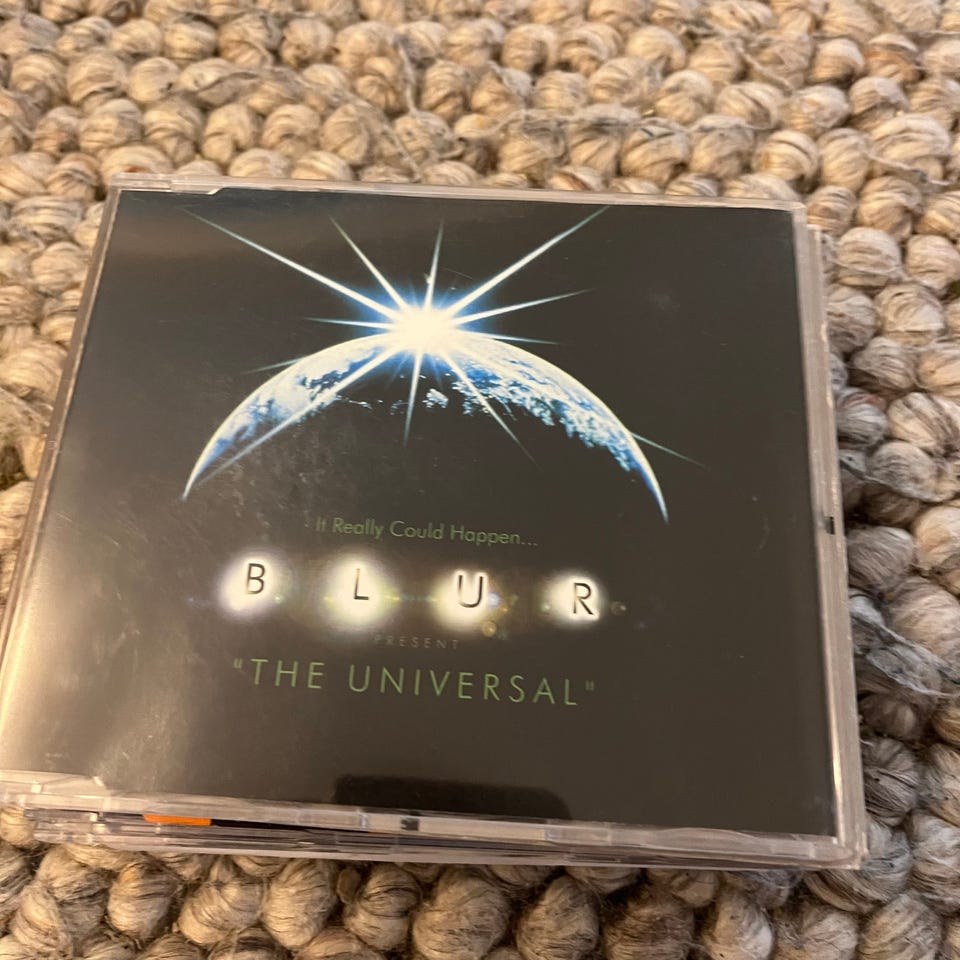 It Really Could Happen...
BLUR
PRESENT
"THE UNIVERSAL"